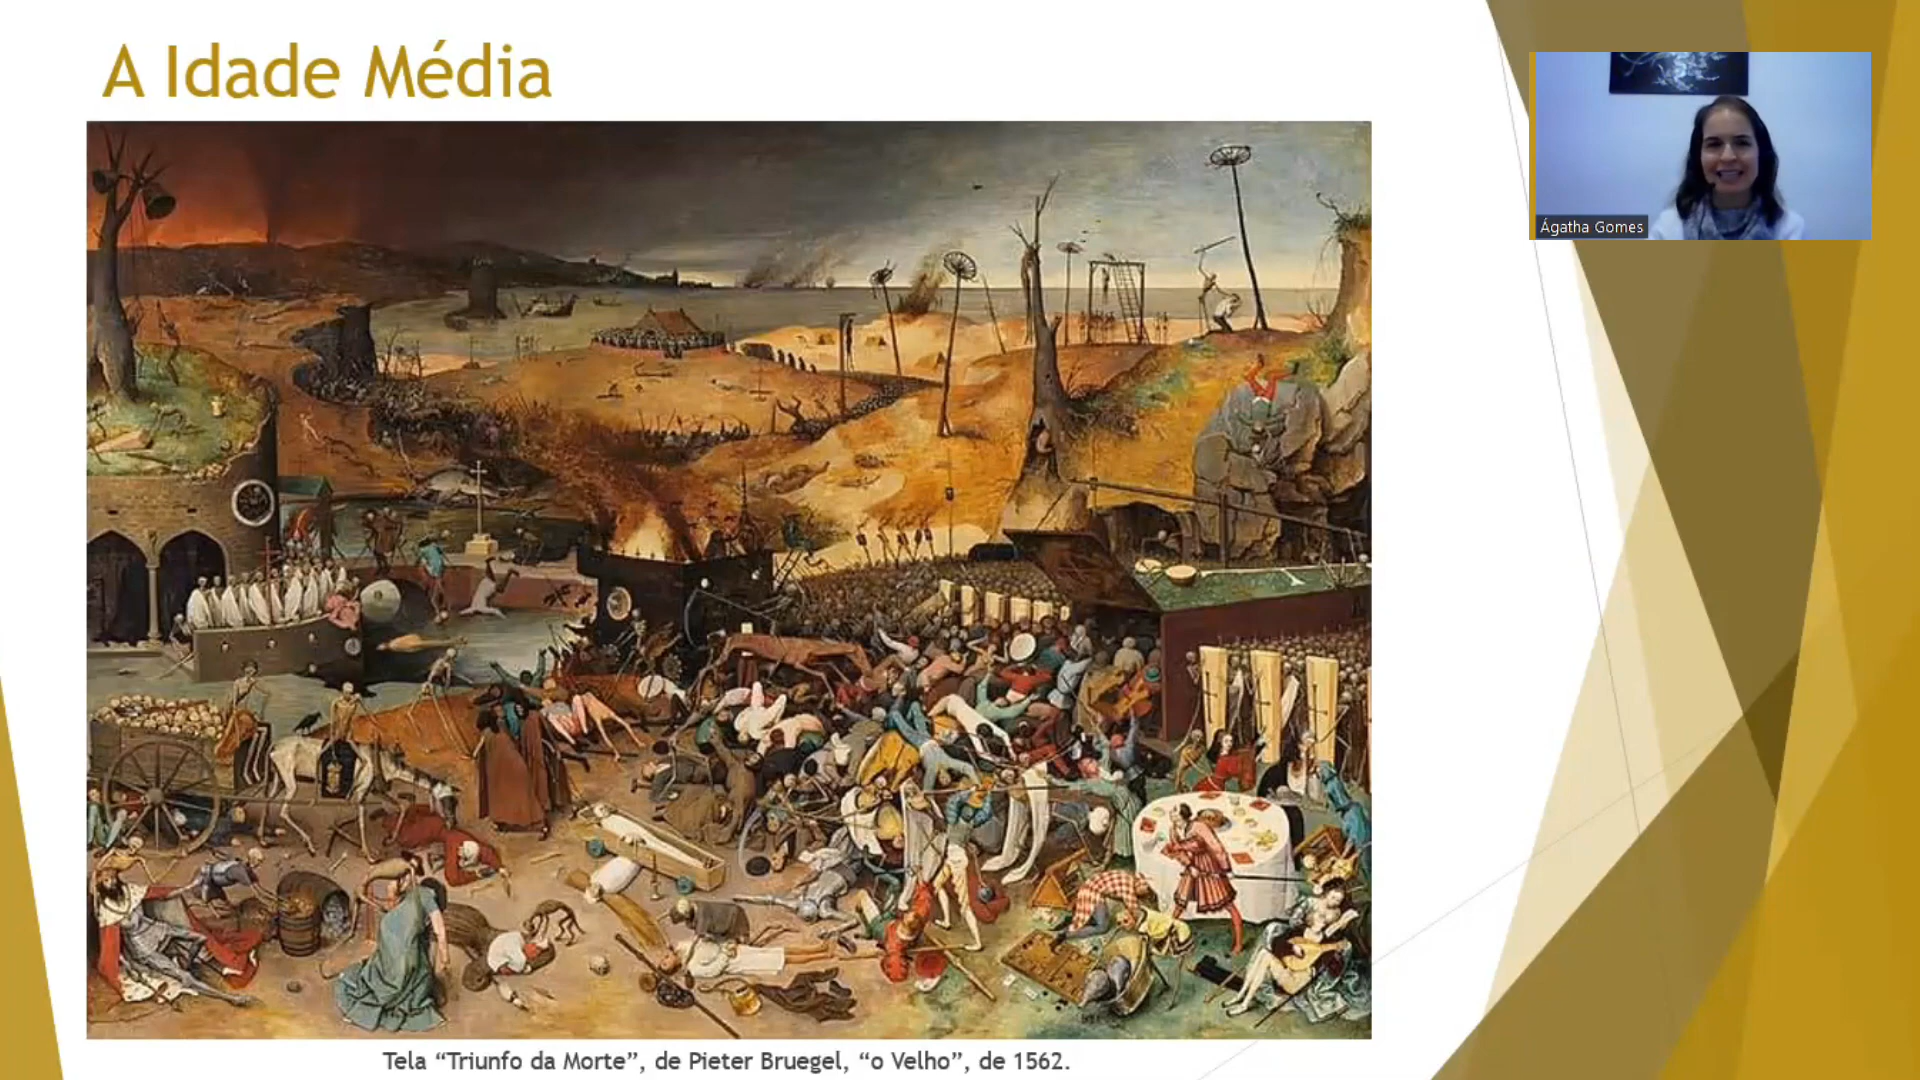 A Idade Média
Ágatha Gomes
Tela “Triunfo da Morte”, de Pieter Bruegel, “o Velho”, de 1562.